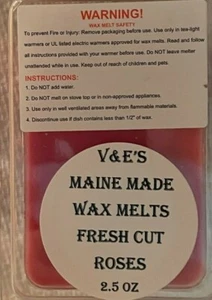 WARNING!
WAX MELT SAFETY
To prevent Fire or Injury: Remove packaging before use. Use only in tea-light
warmers or UL listed electric warmers approved for wax melts. Read and follow
all instructions provided with your warmer before use. Do NOT leave melter
unattended while in use. Keep out of reach of children and pets
INSTRUCTIONS:
1. Do NOT add water.
2. Do NOT melt on stove top or in non-approved appliances.
3. Use only in well ventilated areas away from flammable materials.
4. Discontinue use if dish contains less than 1/2" of wax.
V&E'S
MAINE MADE
WAX MELTS
FRESH CUT
ROSES
2.5 OZ